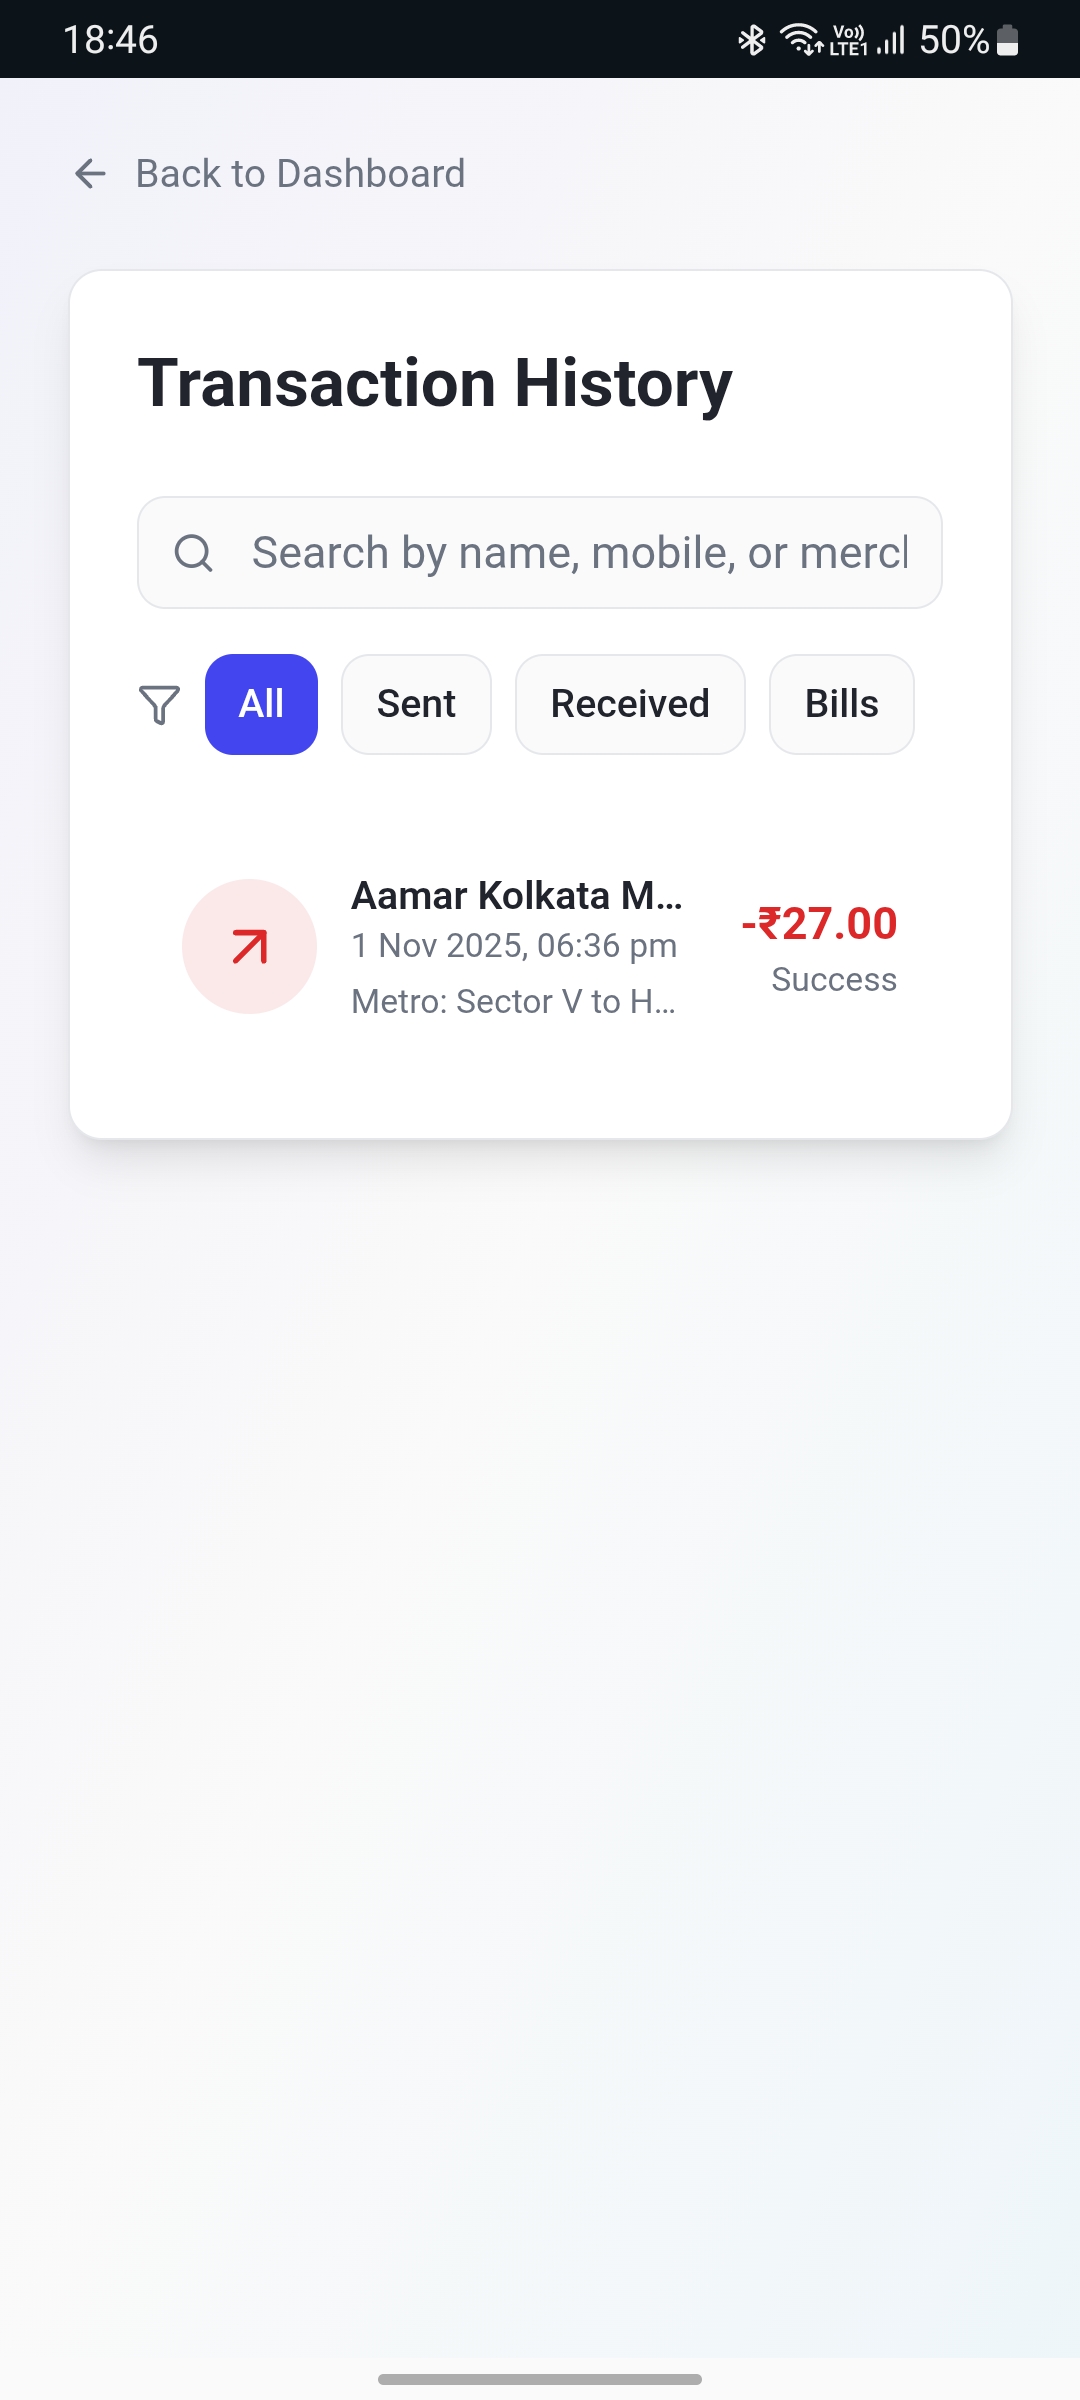 18:46
Vo)) LTE1 50%
Back to Dashboard
Transaction History
Search by name, mobile, or merch
All Sent Received Bills
Aamar Kolkata M...
1 Nov 2025, 06:36 pm
Metro: Sector V to H...
-₹27.00
Success